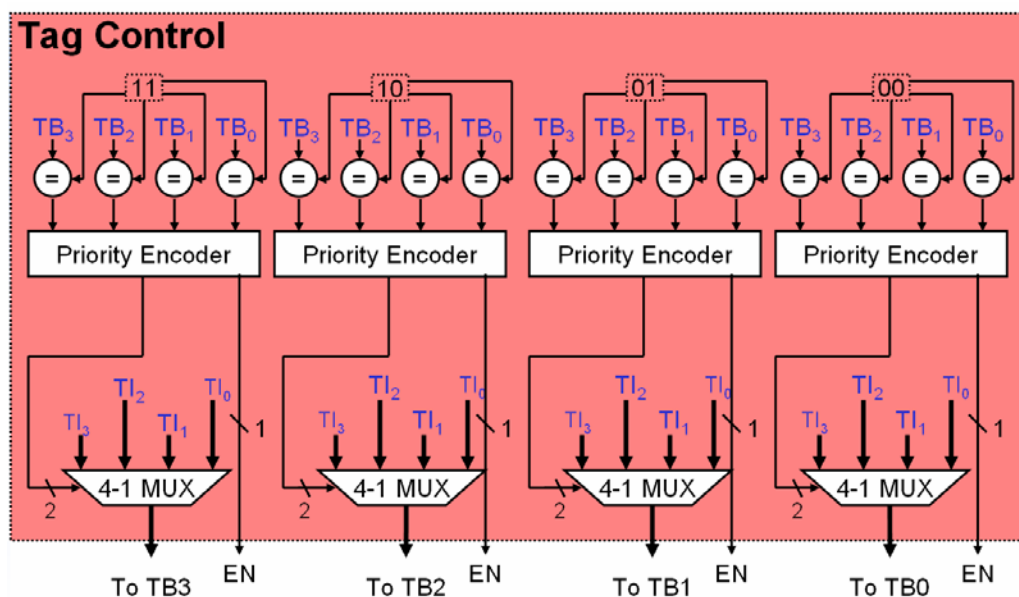 Tag Control
11 10 01 00
TB3 TB2 TB1 TB0 TB3 TB2 TB1 TB0 TB3 TB2 TB1 TB0 TB3 TB2 TB1 TB0
= = = = = = = = = = = = = = = =
Priority Encoder Priority Encoder Priority Encoder Priority Encoder
TI3 TI2 TI1 TI0 TI3 TI2 TI1 TI0 TI3 TI2 TI1 TI0 TI3 TI2 TI1 TI0
1 1 1 1
4-1 MUX 4-1 MUX 4-1 MUX 4-1 MUX
2 2 2 2
To TB3 EN To TB2 EN To TB1 EN To TB0 EN